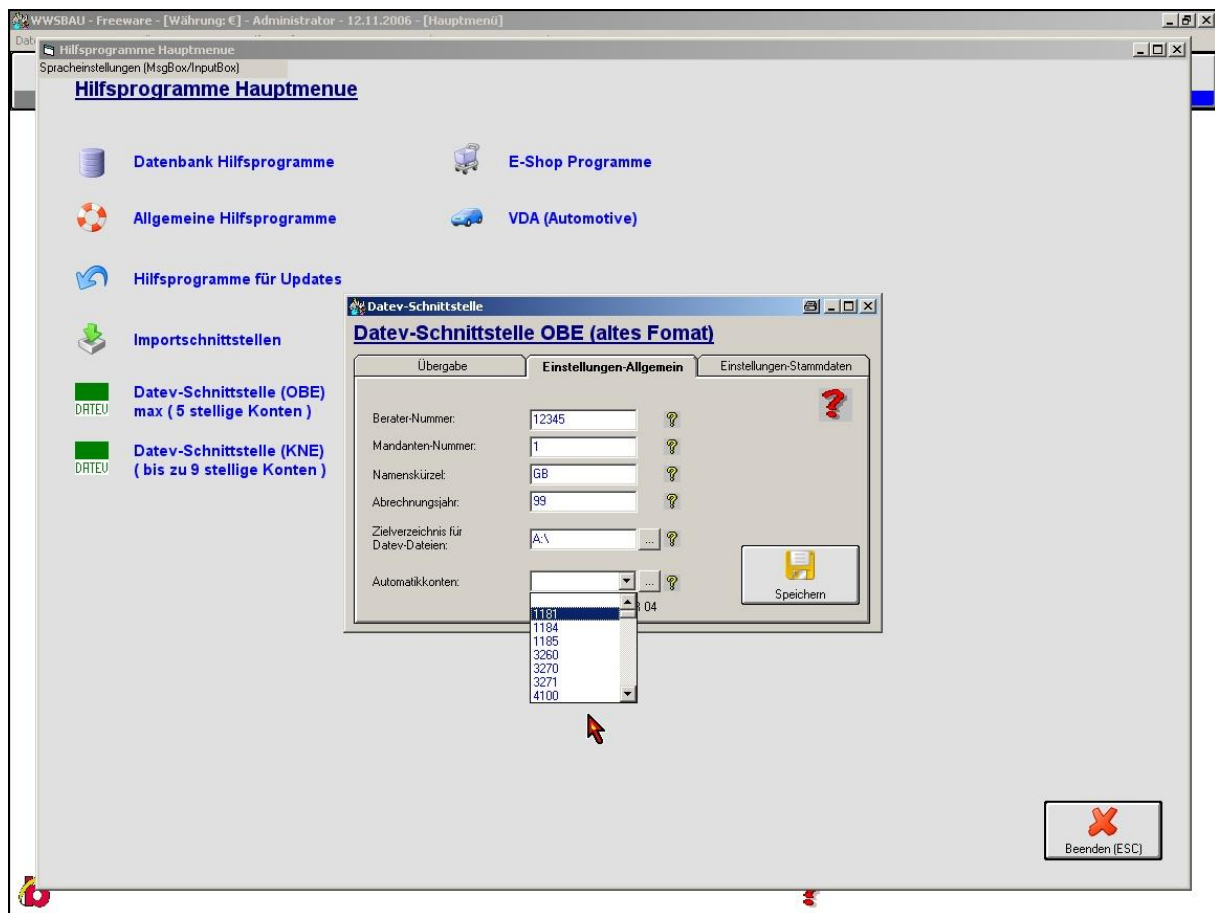 WWSBAU - Freeware - [Währung: €] - Administrator - 12.11.2006 - [Hauptmenü]
Hilfsprogramme Hauptmenue
Spracheinstellungen (MsgBox/InputBox)
Hilfsprogramme Hauptmenue
Datenbank Hilfsprogramme
E-Shop Programme
Allgemeine Hilfsprogramme
VDA (Automotive)
Hilfsprogramme für Updates
Importschnittstellen
DATEV
Datev-Schnittstelle (OBE)
max ( 5 stellige Konten )
DATEV
Datev-Schnittstelle (KNE)
( bis zu 9 stellige Konten )
Datev-Schnittstelle
Datev-Schnittstelle OBE (altes Fomat)
Übergabe
Einstellungen-Allgemein
Einstellungen-Stammdaten
Berater-Nummer:
12345
Mandanten-Nummer:
1
Namenskürzel:
GB
Abrechnungsjahr:
99
Zielverzeichnis für
Datev-Dateien:
A:\
...
Automatikkonten:
...
04
1181
1184
1185
3260
3270
3271
4100
Speichern
Beenden (ESC)